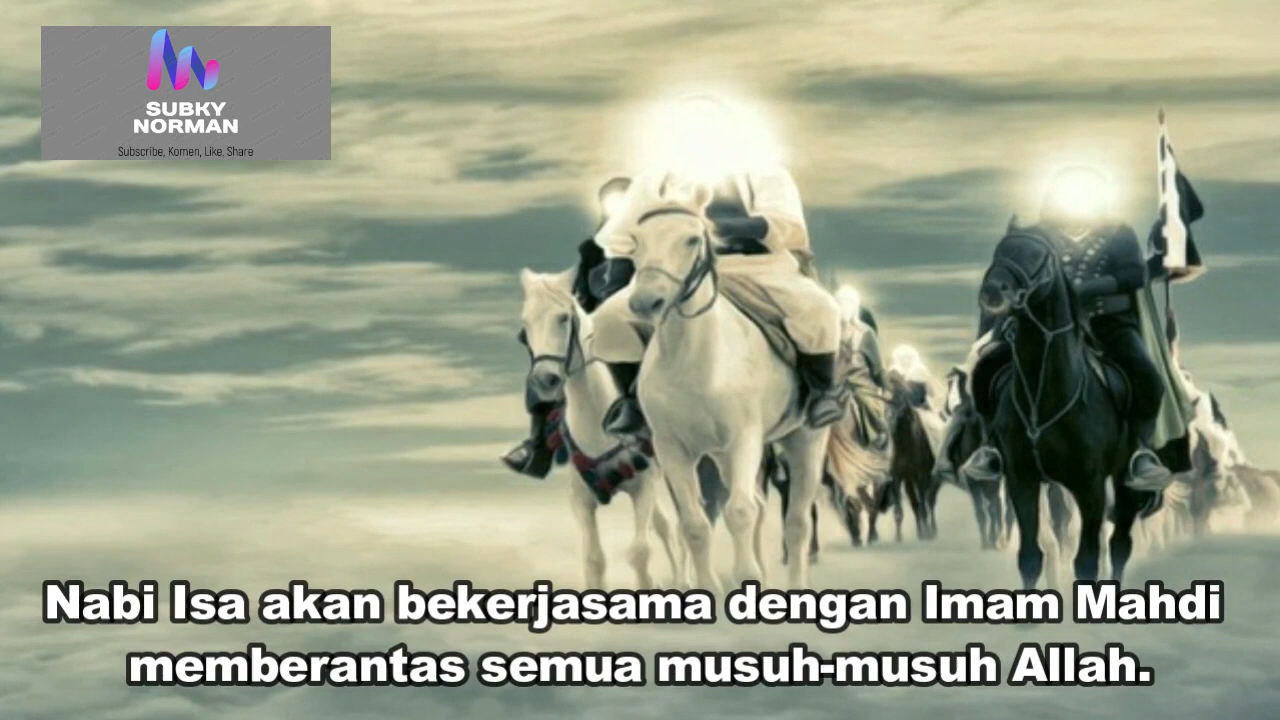 SUBKY
NORMAN
Subscribe, Komen, Like, Share
Nabi Isa akan bekerjasama dengan Imam Mahdi
memberantas semua musuh-musuh Allah.